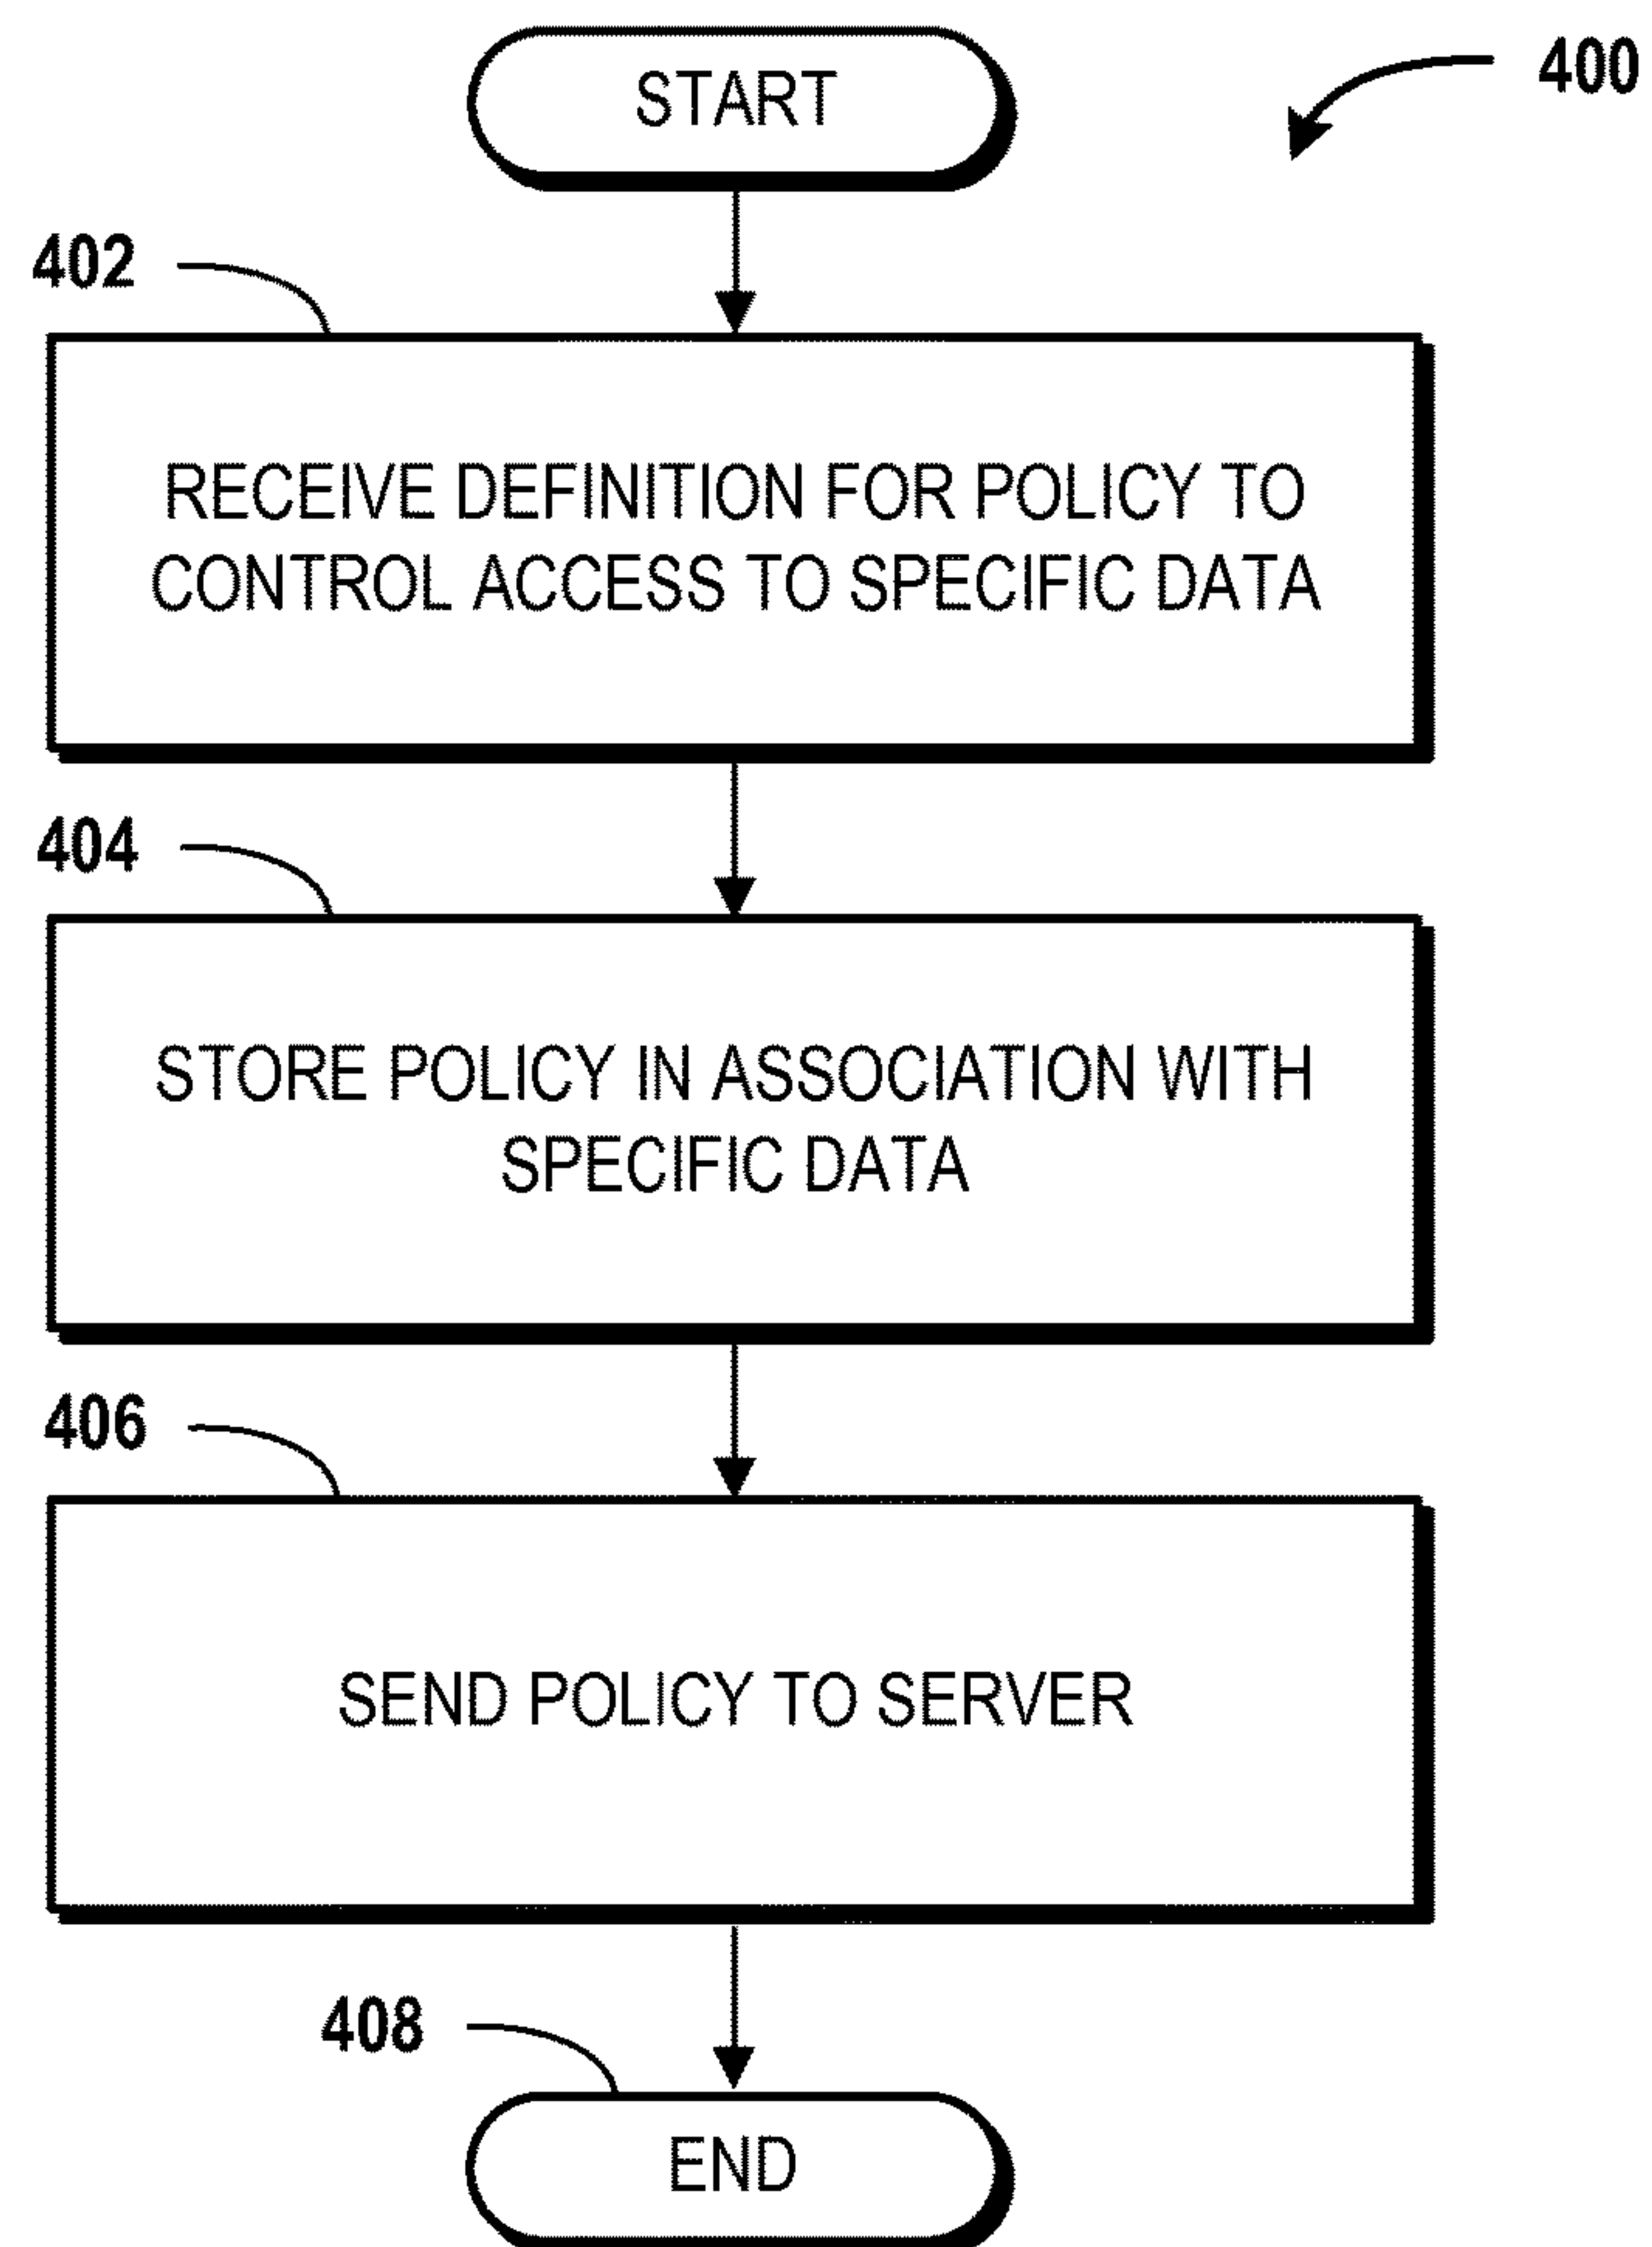 START
400
402
RECEIVE DEFINITION FOR POLICY TO
CONTROL ACCESS TO SPECIFIC DATA
404
STORE POLICY IN ASSOCIATION WITH
SPECIFIC DATA
406
SEND POLICY TO SERVER
408
END